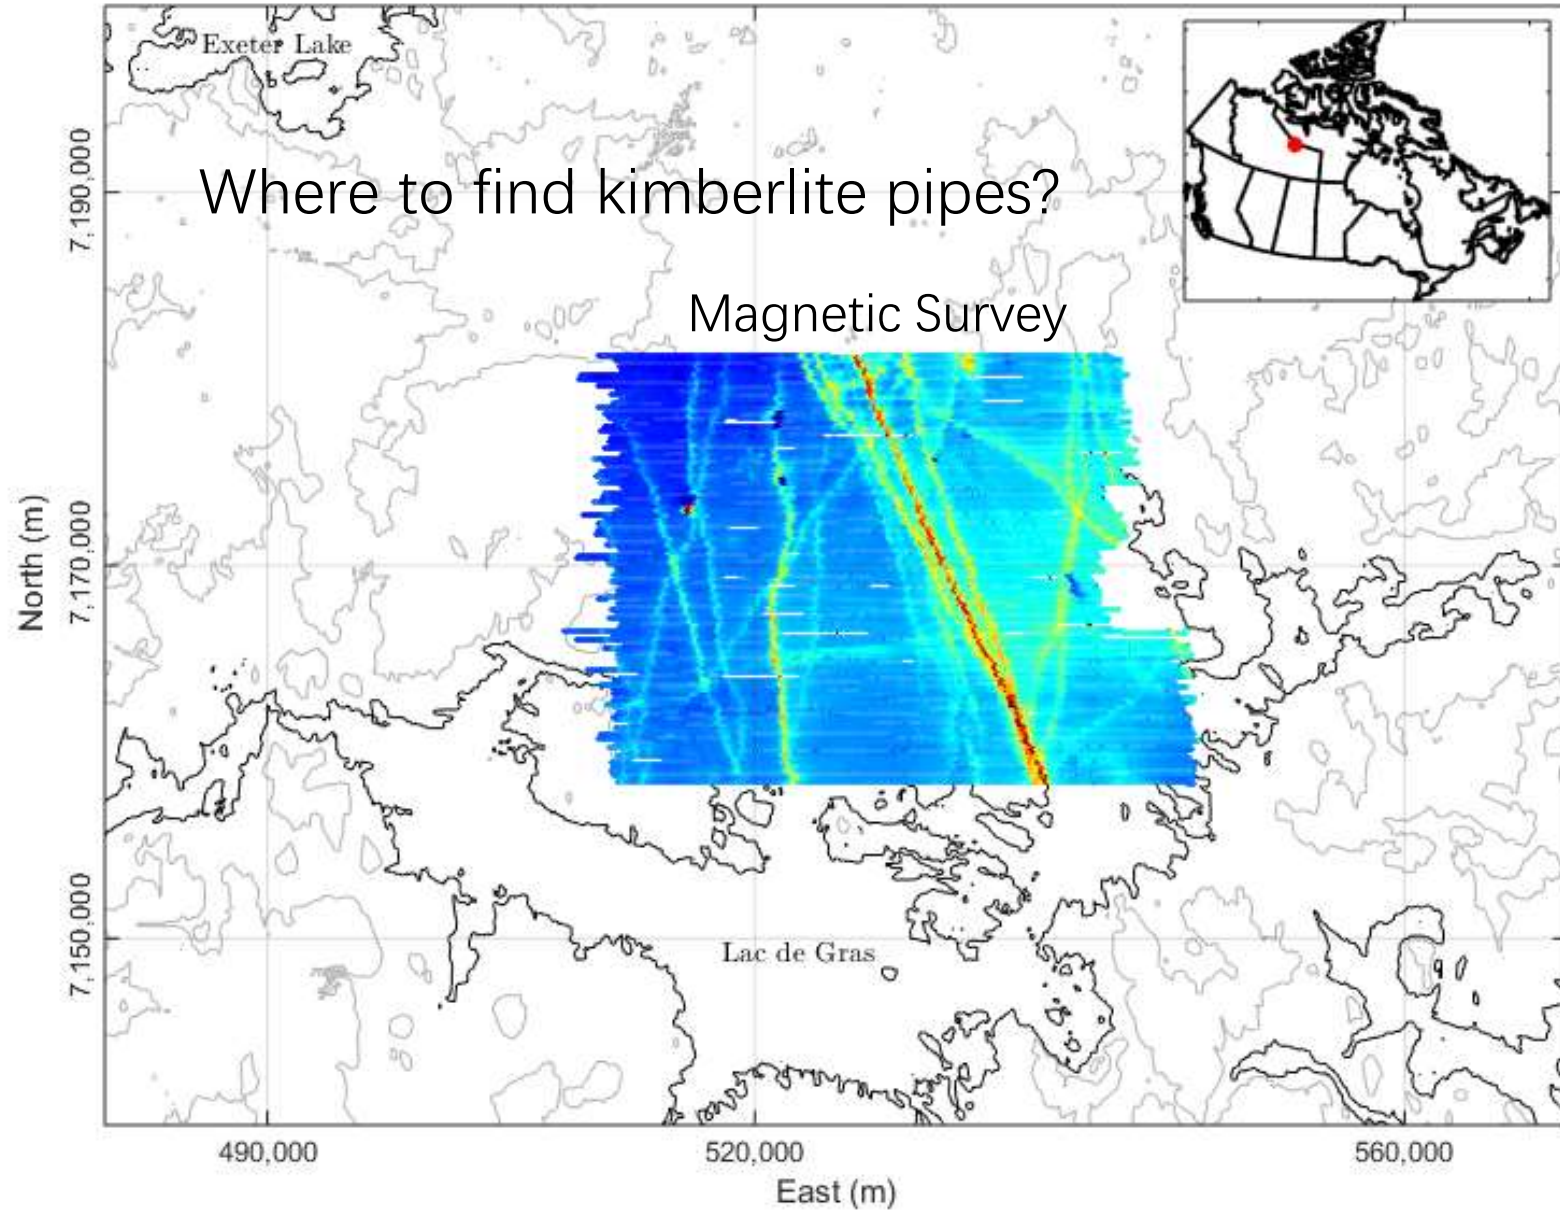 Exeter Lake
Where to find kimberlite pipes?
Magnetic Survey
North (m)
7,190,000
7,170,000
7,150,000
Lac de Gras
490,000
520,000
560,000
East (m)